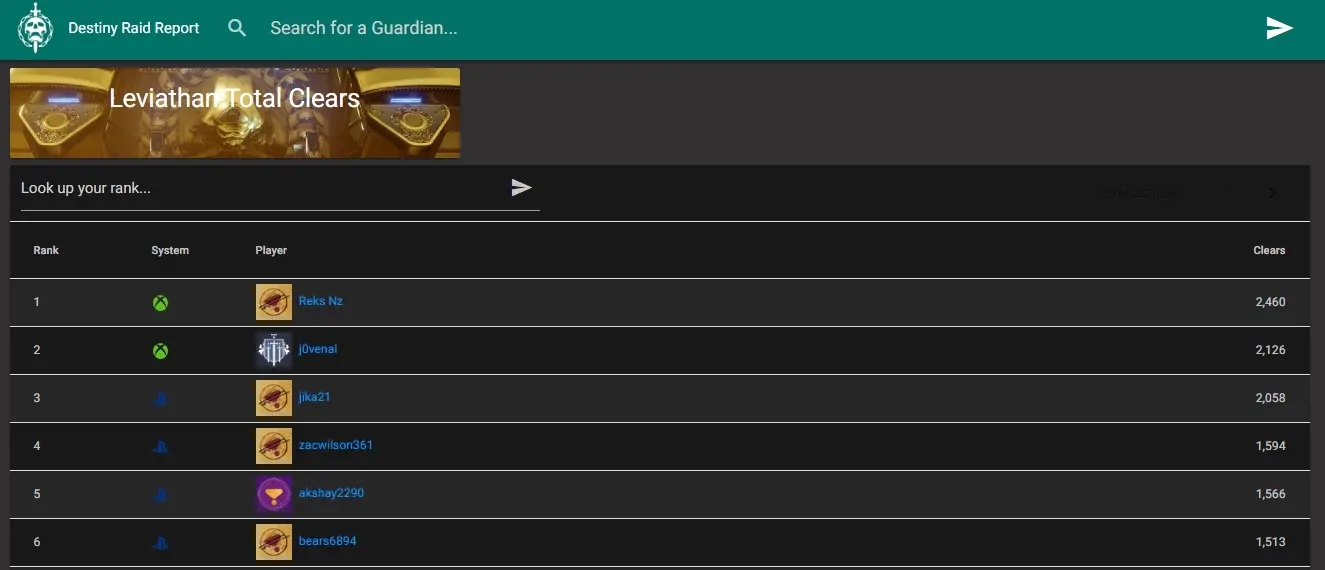 Destiny Raid Report Search for a Guardian...
Leviathan Total Clears
Look up your rank...
Rank System Player Clears
1 Reks Nz 2,460
2 j0venal 2,126
3 jika21 2,058
4 zacwilson361 1,594
5 akshay2290 1,566
6 bears6894 1,513